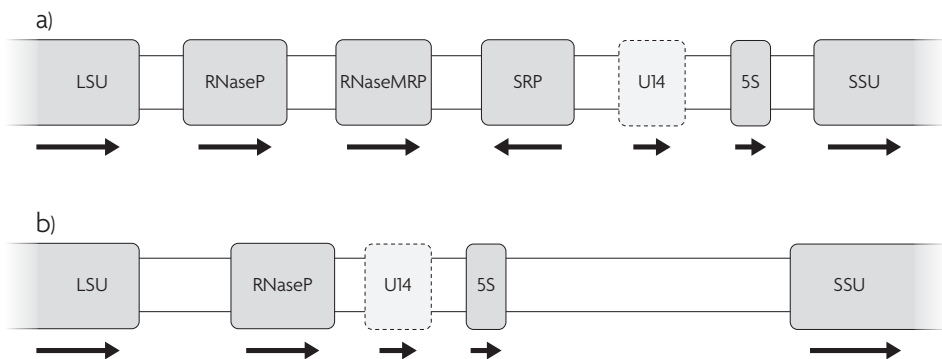 a)
LSU RNaseP RNaseMRP SRP U14 5S SSU
b)
LSU RNaseP U14 5S SSU